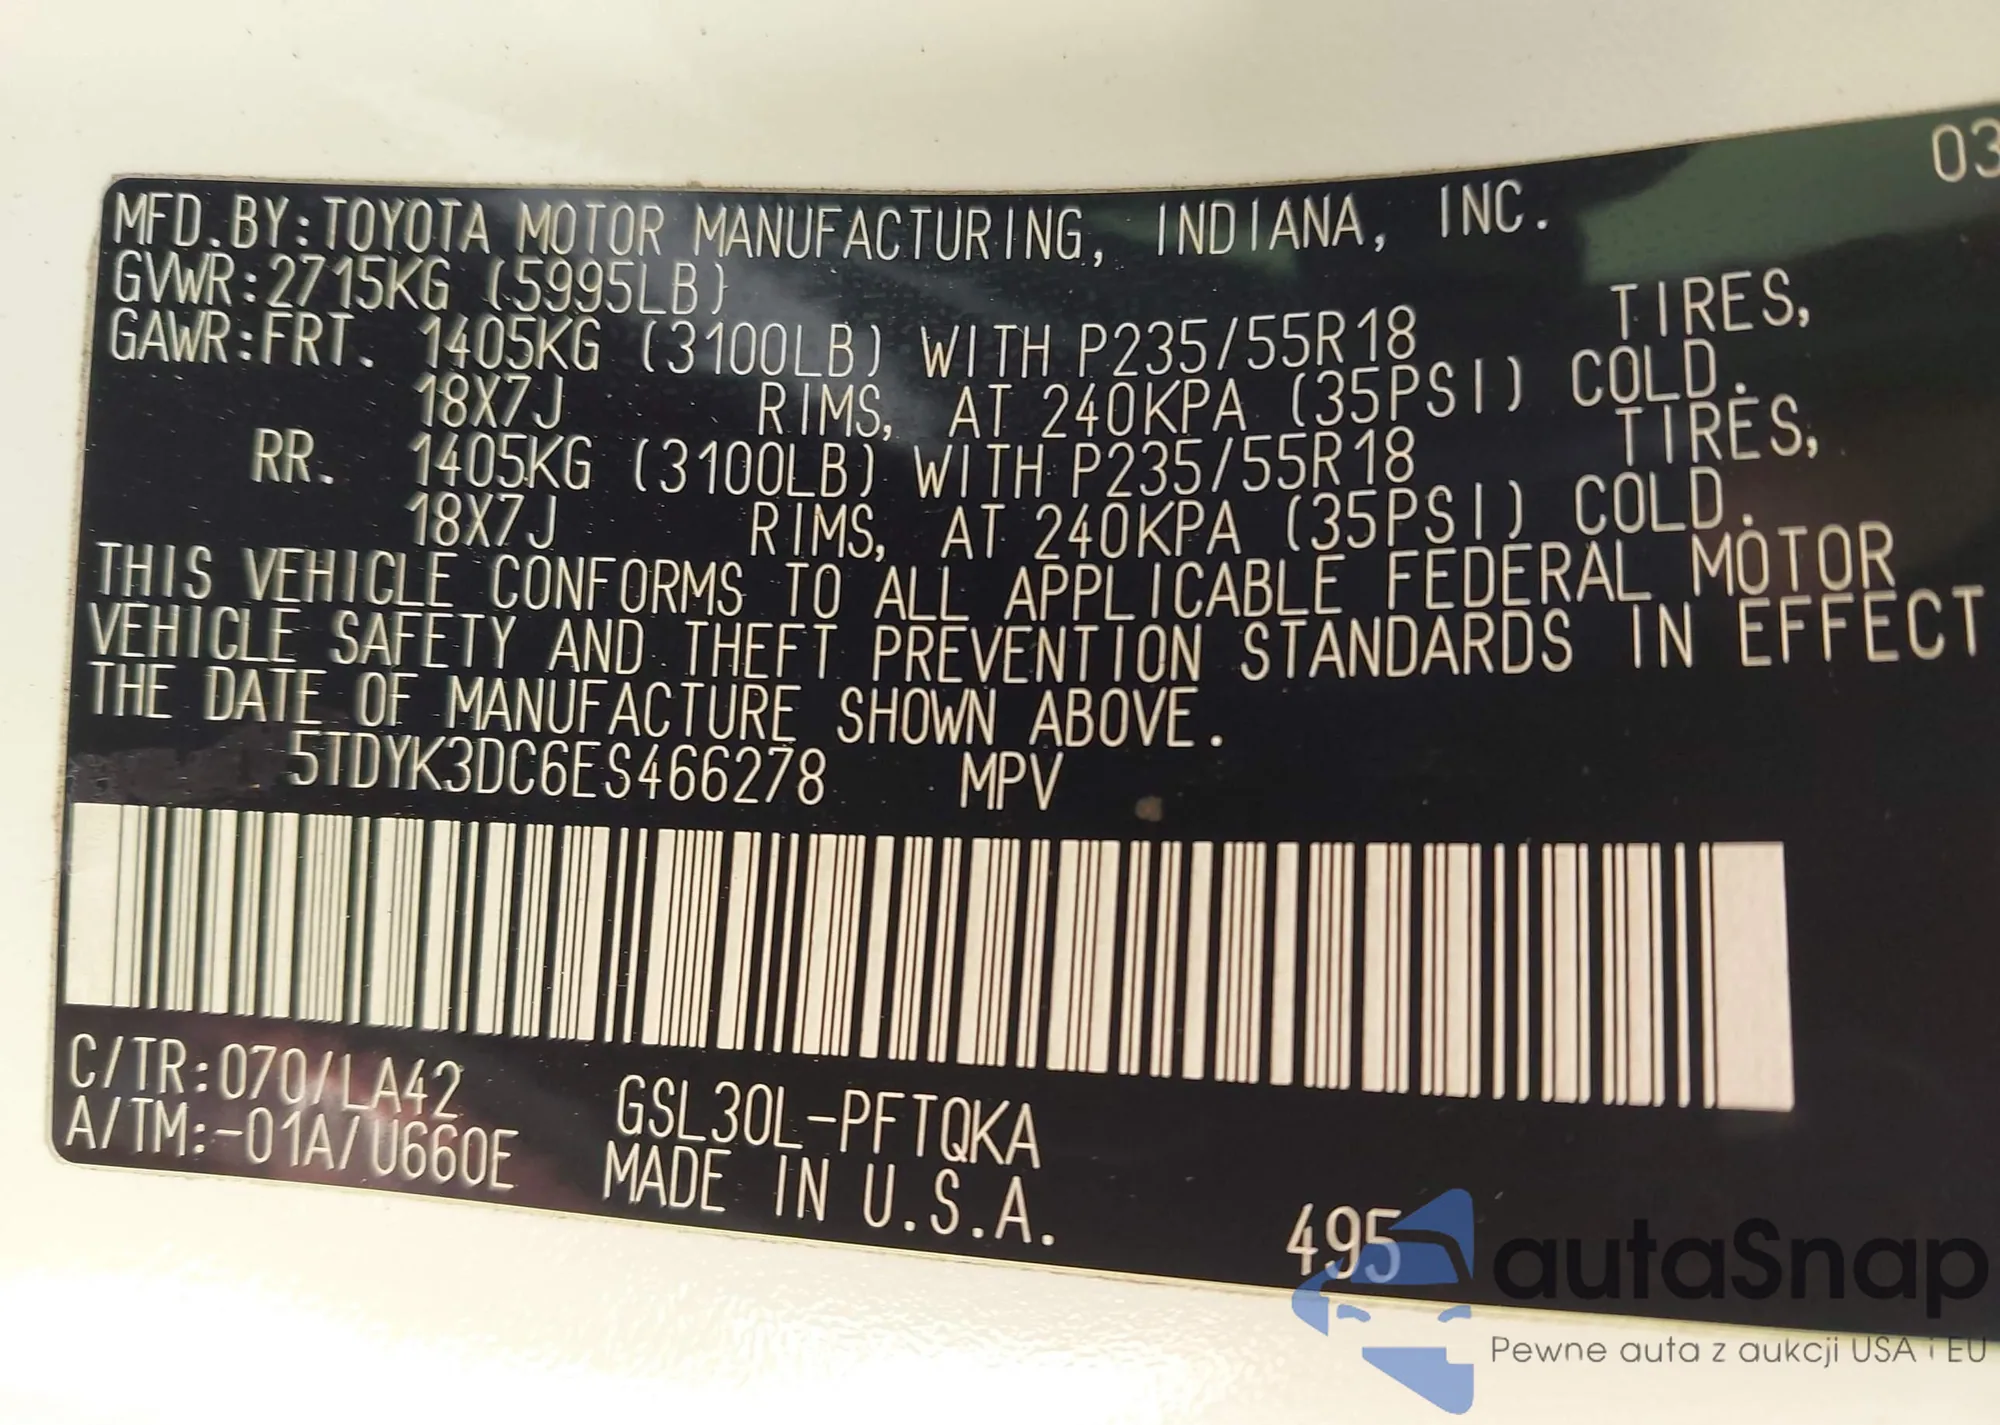 03
MFD.BY:TOYOTA MOTOR MANUFACTURING, INDIANA, INC.
GVWR:2715KG (5995LB)
GAWR:FRT. 1405KG (3100LB) WITH P235/55R18 TIRES,
18X7J RIMS, AT 240KPA (35PSI) COLD.
RR. 1405KG (3100LB) WITH P235/55R18 TIRES,
18X7J RIMS, AT 240KPA (35PSI) COLD.
THIS VEHICLE CONFORMS TO ALL APPLICABLE FEDERAL MOTOR
VEHICLE SAFETY AND THEFT PREVENTION STANDARDS IN EFFECT
THE DATE OF MANUFACTURE SHOWN ABOVE.
5TDYK3DC6ES466278 MPV
C/TR:070/LA42 GSL30L-PFTQKA
A/TM:-01A/U660E MADE IN U.S.A.
495
autaSnap
Pewne auta z aukcji USA i EU